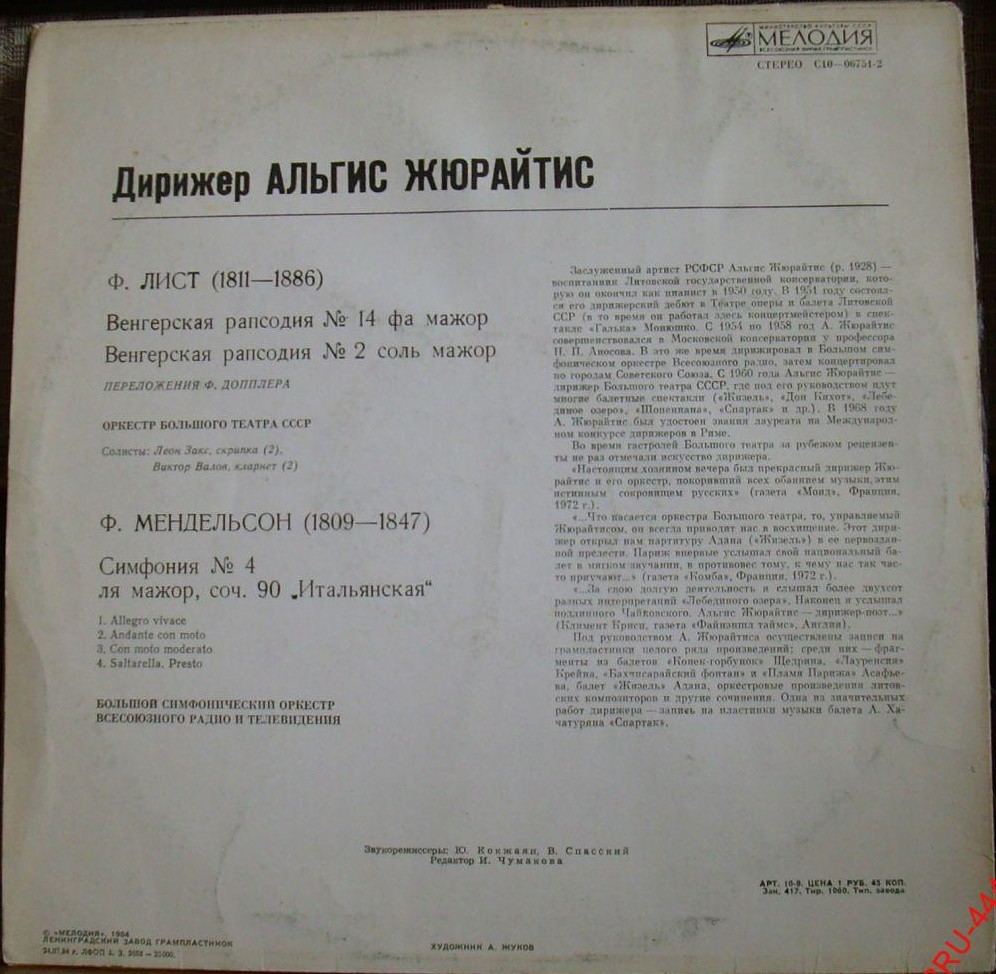 МИНИСТЕРСТВО КУЛЬТУРЫ СССР
МЕЛОДИЯ
ВСЕСОЮЗНАЯ ФИРМА ГРАМПЛАСТИНОК
СТЕРЕО С10—06751-2
Дирижер АЛЬГИС ЖЮРАЙТИС
Ф. ЛИСТ (1811—1886)
Венгерская рапсодия № 14 фа мажор
Венгерская рапсодия № 2 соль мажор
ПЕРЕЛОЖЕНИЯ Ф. ДОППЛЕРА
ОРКЕСТР БОЛЬШОГО ТЕАТРА СССР
Солисты: Леон Закс, скрипка (2),
Виктор Валов, кларнет (2)
Ф. МЕНДЕЛЬСОН (1809—1847)
Симфония № 4
ля мажор, соч. 90 „Итальянская“
1. Allegro vivace
2. Andante con moto
3. Con moto moderato
4. Saltarella. Presto
БОЛЬШОЙ СИМФОНИЧЕСКИЙ ОРКЕСТР
ВСЕСОЮЗНОГО РАДИО И ТЕЛЕВИДЕНИЯ
Заслуженный артист РСФСР Альгис Жюрайтис (р. 1928) —
воспитанник Литовской государственной консерватории, кото-
рую он окончил как пианист в 1950 году. В 1951 году состоял-
ся его дирижерский дебют в Театре оперы и балета Литовской
ССР (в то время он работал здесь концертмейстером) в спек-
такле «Галька» Монюшко. С 1954 по 1958 год А. Жюрайтис
совершенствовался в Московской консерватории у профессора
Н. П. Аносова. В это же время дирижировал в Большом сим-
фоническом оркестре Всесоюзного радио, затем концертировал
по городам Советского Союза. С 1960 года Альгис Жюрайтис —
дирижер Большого театра СССР, где под его руководством идут
многие балетные спектакли («Жизель», «Дон Кихот», «Лебе-
диное озеро», «Шопениана», «Спартак» и др.). В 1968 году
А. Жюрайтис был удостоен звания лауреата на Международ-
ном конкурсе дирижеров в Риме.
Во время гастролей Большого театра за рубежом рецензен-
ты не раз отмечали искусство дирижера.
«Настоящим хозяином вечера был прекрасный дирижер Жю-
райтис и его оркестр, покоривший всех обаянием музыки, этим
истинным сокровищем русских» (газета «Монд», Франция,
1972 г.).
«...Что касается оркестра Большого театра, то, управляемый
Жюрайтисом, он всегда приводит нас в восхищение. Этот дири-
жер открыл нам партитуру Адана («Жизель») в ее первоздан-
ной прелести. Париж впервые услышал свой национальный ба-
лет в мягком звучании, в противовес тому, к чему нас так час-
то приучают...» (газета «Комба», Франция, 1972 г.).
«...За свою долгую деятельность я слышал более двухсот
разных интерпретаций «Лебединого озера». Наконец я услышал
подлинного Чайковского. Альгис Жюрайтис — дирижер-поэт...»
(Климент Крисп, газета «Файнэншл таймс», Англия).
Под руководством А. Жюрайтиса осуществлены записи на
грампластинки целого ряда произведений: среди них — фраг-
менты из балетов «Конек-горбунок» Щедрина, «Лауренсия»
Крейна, «Бахчисарайский фонтан» и «Пламя Парижа» Асафье-
ва, балет «Жизель» Адана, оркестровые произведения литов-
ских композиторов и другие сочинения. Одна из значительных
работ дирижера — запись на пластинки музыки балета А. Ха-
чатуряна «Спартак».
Звукорежиссеры: Ю. Кокжаян, В. Спасский
Редактор И. Чумакова
АРТ. 10-9. ЦЕНА 1 РУБ. 45 КОП.
Зак. 417. Тир. 1060. Тип. завода
© «МЕЛОДИЯ», 1984
ЛЕНИНГРАДСКИЙ ЗАВОД ГРАМПЛАСТИНОК
ХУДОЖНИК А. ЖУКОВ